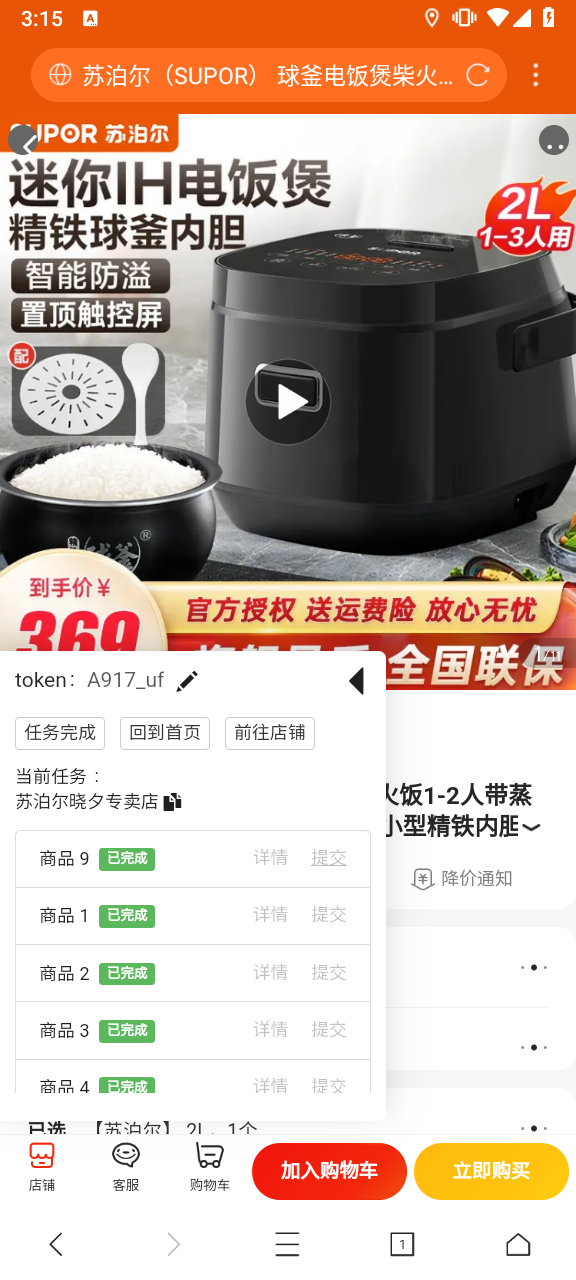 3:15
苏泊尔（SUPOR） 球釜电饭煲柴火...
SUPOR 苏泊尔
迷你IH电饭煲
精铁球釜内胆
2L
1-3人用
智能防溢
置顶触控屏
配
SUPOR
球釜®
到手价￥
369
官方授权 送运费险 放心无忧
全国联保
1/11
token： A917_uf
任务完成 回到首页 前往店铺
当前任务：
苏泊尔晓夕专卖店
火饭1-2人带蒸
小型精铁内胆
降价通知
商品 9 已完成 详情 提交
商品 1 已完成 详情 提交
商品 2 已完成 详情 提交
商品 3 已完成 详情 提交
商品 4 已完成 详情 提交
已选 【苏泊尔】 2L，1个
店铺 客服 购物车 加入购物车 立即购买
1